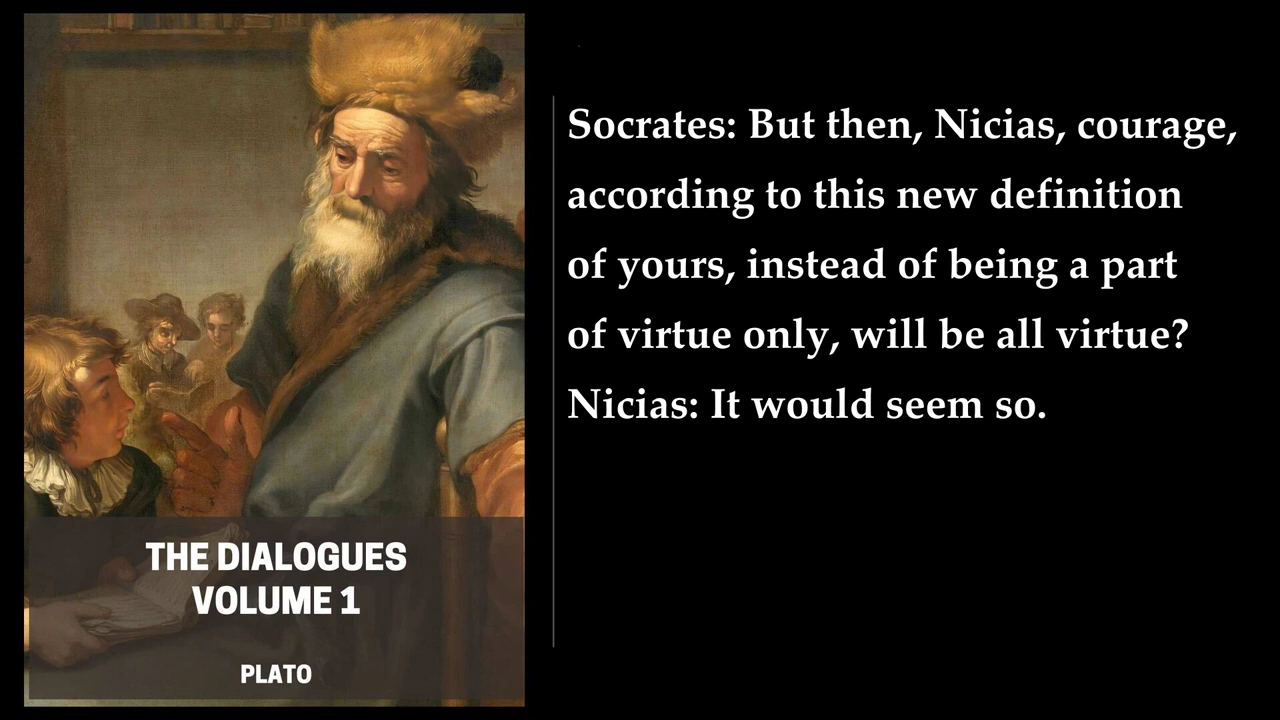 THE DIALOGUES
VOLUME 1
PLATO
Socrates: But then, Nicias, courage,
according to this new definition
of yours, instead of being a part
of virtue only, will be all virtue?
Nicias: It would seem so.